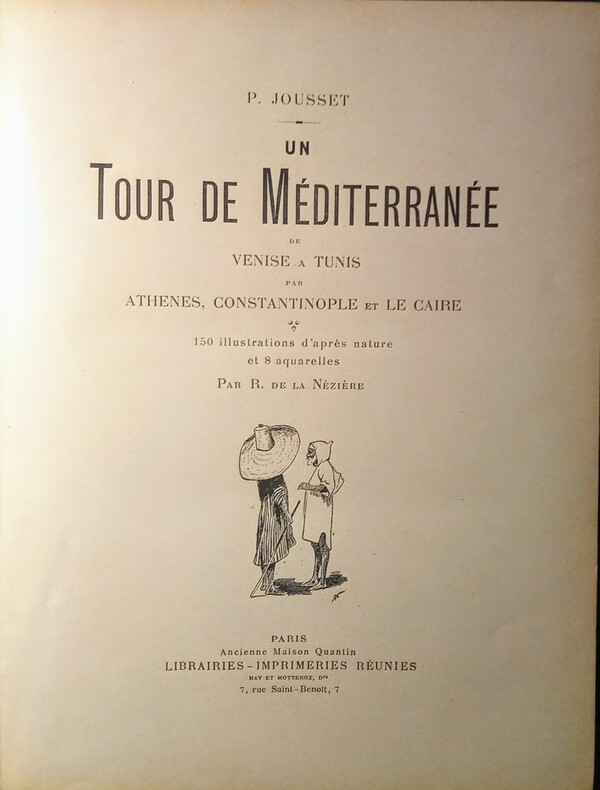 P. JOUSSET
UN
TOUR DE MÉDITERRANÉE
DE
VENISE A TUNIS
PAR
ATHENES, CONSTANTINOPLE ET LE CAIRE
150 illustrations d'après nature
et 8 aquarelles
PAR R. DE LA NÉZIÈRE
PARIS
Ancienne Maison Quantin
LIBRAIRIES-IMPRIMERIES RÉUNIES
MAY ET MOTTEROZ, Drs
7, rue Saint-Benoît, 7